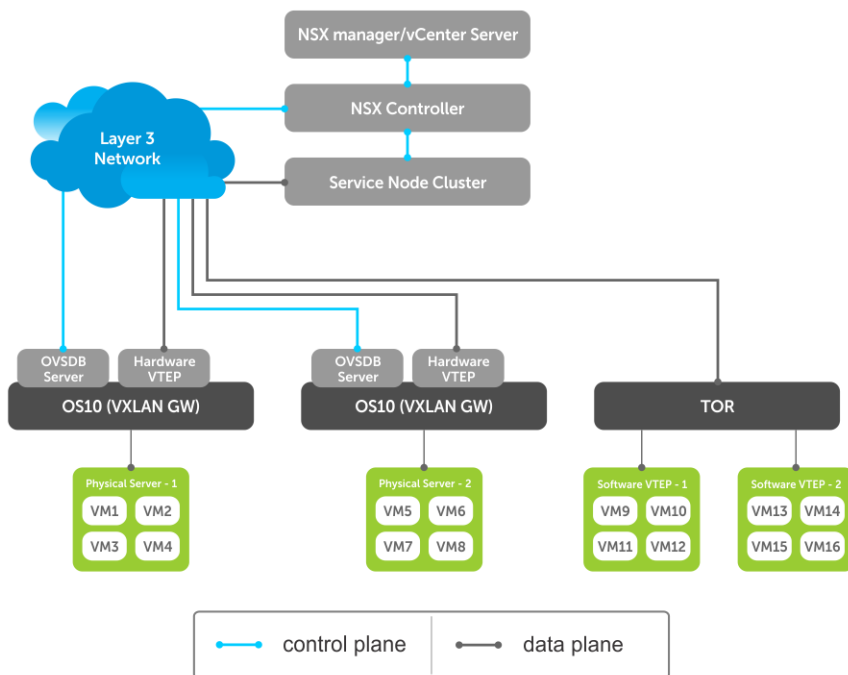 NSX manager/vCenter Server
NSX Controller
Layer 3
Network
Service Node Cluster
OVSDB
Server
Hardware
VTEP
OVSDB
Server
Hardware
VTEP
OS10 (VXLAN GW)
OS10 (VXLAN GW)
TOR
Physical Server - 1
VM1 VM2
VM3 VM4
Physical Server - 2
VM5 VM6
VM7 VM8
Software VTEP - 1
VM9 VM10
VM11 VM12
Software VTEP - 2
VM13 VM14
VM15 VM16
control plane
data plane